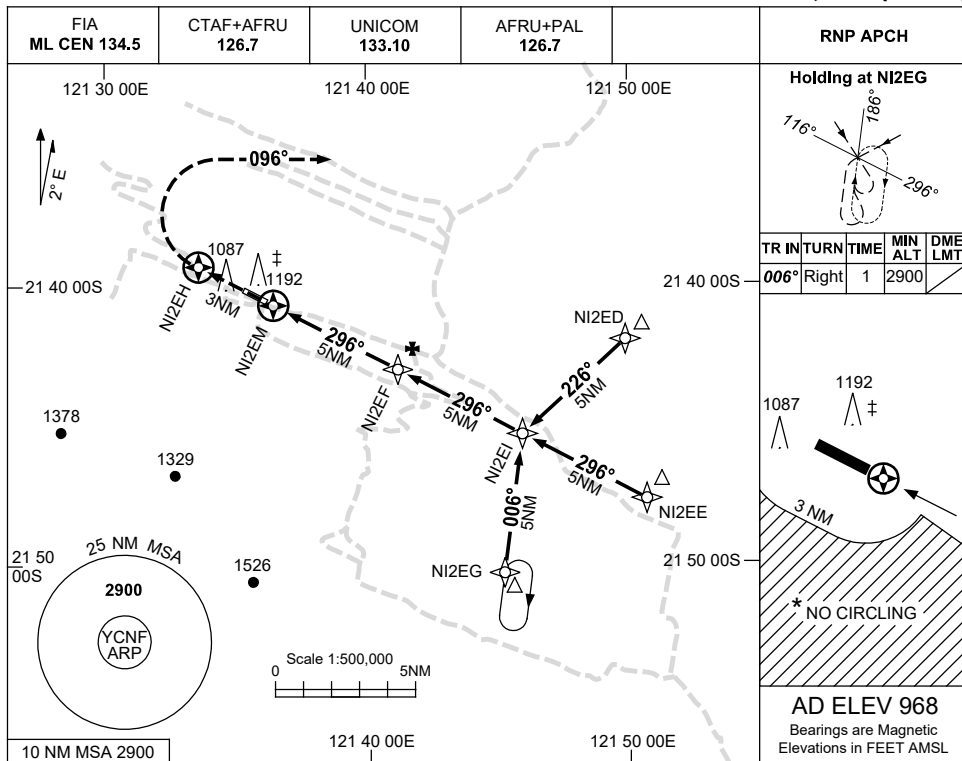 FIA
ML CEN 134.5
CTAF+AFRU
126.7
UNICOM
133.10
AFRU+PAL
126.7
RNP APCH
121 30 00E
121 40 00E
121 50 00E
2° E
096°
1087
‡
1192
21 40 00S
21 40 00S
3NM
NI2EH
NI2EM
296°
5NM
NI2EF
NI2ED
226°
5NM
296°
5NM
NI2EI
296°
5NM
NI2EE
006°
5NM
NI2EG
1378
1329
1526
21 50
00S
21 50 00S
25 NM MSA
2900
YCNF
ARP
Scale 1:500,000
0
5NM
10 NM MSA 2900
121 40 00E
121 50 00E
Holding at NI2EG
116°
186°
296°
TR IN
TURN
TIME
MIN
ALT
DME
LMT
006°
Right
1
2900
1087
1192
‡
3 NM
* NO CIRCLING
AD ELEV 968
Bearings are Magnetic
Elevations in FEET AMSL